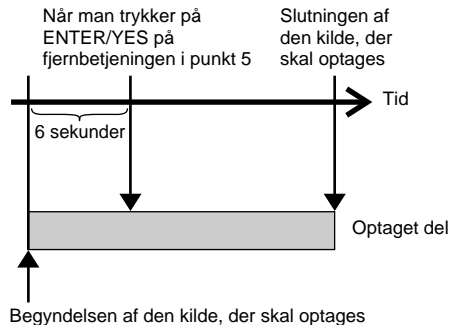 Når man trykker på
ENTER/YES på
fjernbetjeningen i punkt 5
Slutningen af
den kilde, der
skal optages
Tid
6 sekunder
Optaget del
Begyndelsen af den kilde, der skal optages